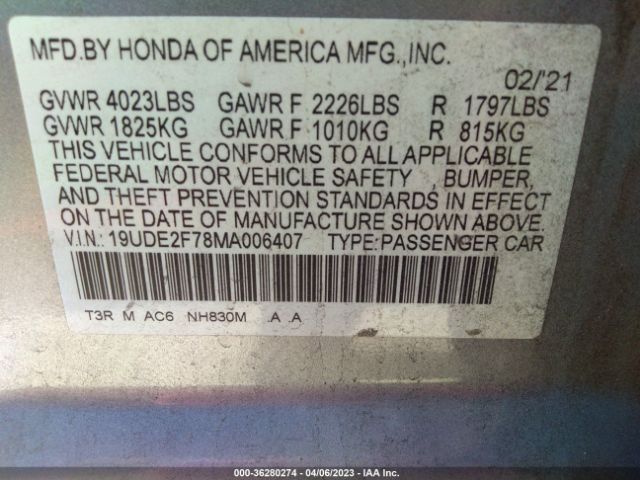 MFD.BY HONDA OF AMERICA MFG.,INC.
02/'21
GVWR 4023LBS GAWR F 2226LBS R 1797LBS
GVWR 1825KG GAWR F 1010KG R 815KG
THIS VEHICLE CONFORMS TO ALL APPLICABLE
FEDERAL MOTOR VEHICLE SAFETY , BUMPER,
AND THEFT PREVENTION STANDARDS IN EFFECT
ON THE DATE OF MANUFACTURE SHOWN ABOVE.
V.I.N.: 19UDE2F78MA006407 TYPE:PASSENGER CAR
T3R M AC6 NH830M .A .A
000-36280274 - 04/06/2023 - IAA Inc.